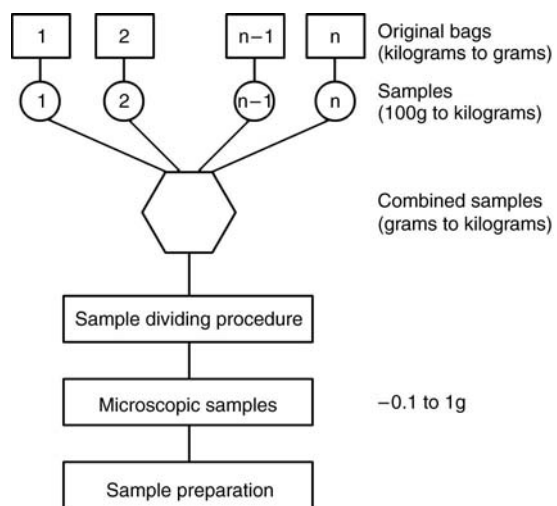 1 2 n−1 n
Original bags
(kilograms to grams)
1 2 n−1 n
Samples
(100g to kilograms)
Combined samples
(grams to kilograms)
Sample dividing procedure
Microscopic samples
−0.1 to 1g
Sample preparation